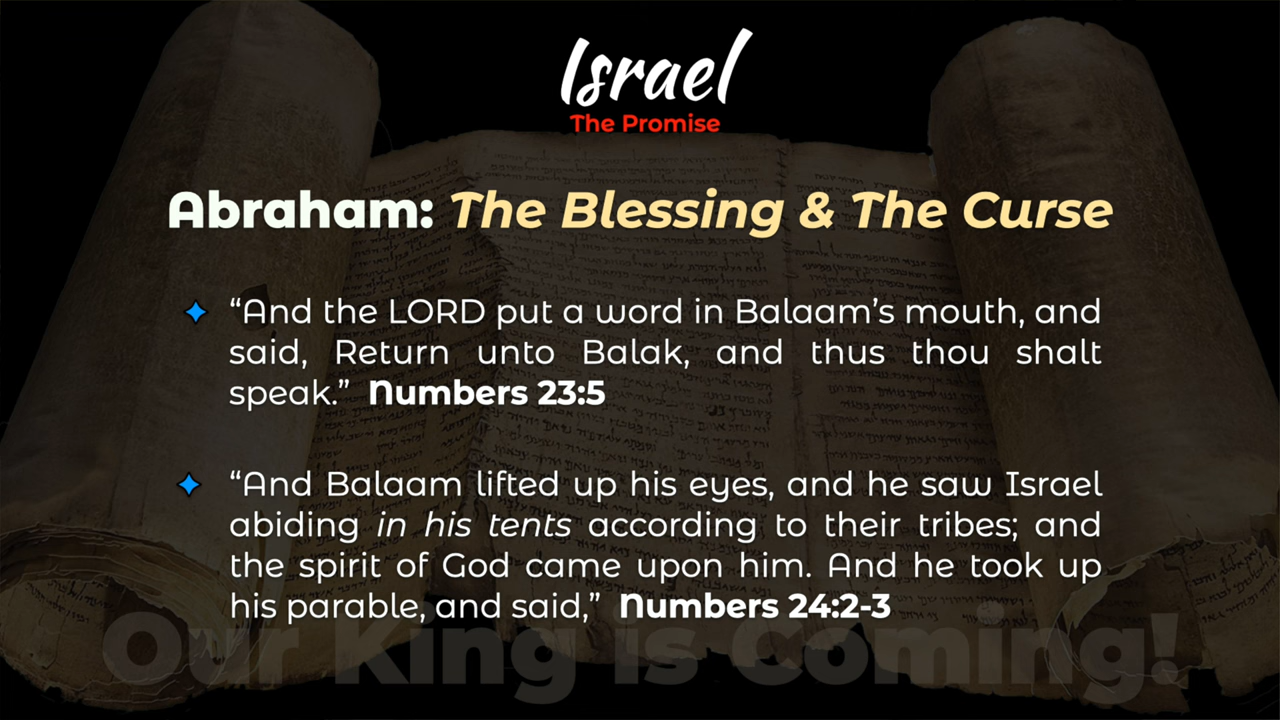 Israel
The Promise
Abraham: The Blessing & The Curse
“And the LORD put a word in Balaam’s mouth, and
said, Return unto Balak, and thus thou shalt
speak.” Numbers 23:5
“And Balaam lifted up his eyes, and he saw Israel
abiding in his tents according to their tribes; and
the spirit of God came upon him. And he took up
his parable, and said,” Numbers 24:2-3
Our King is Coming!